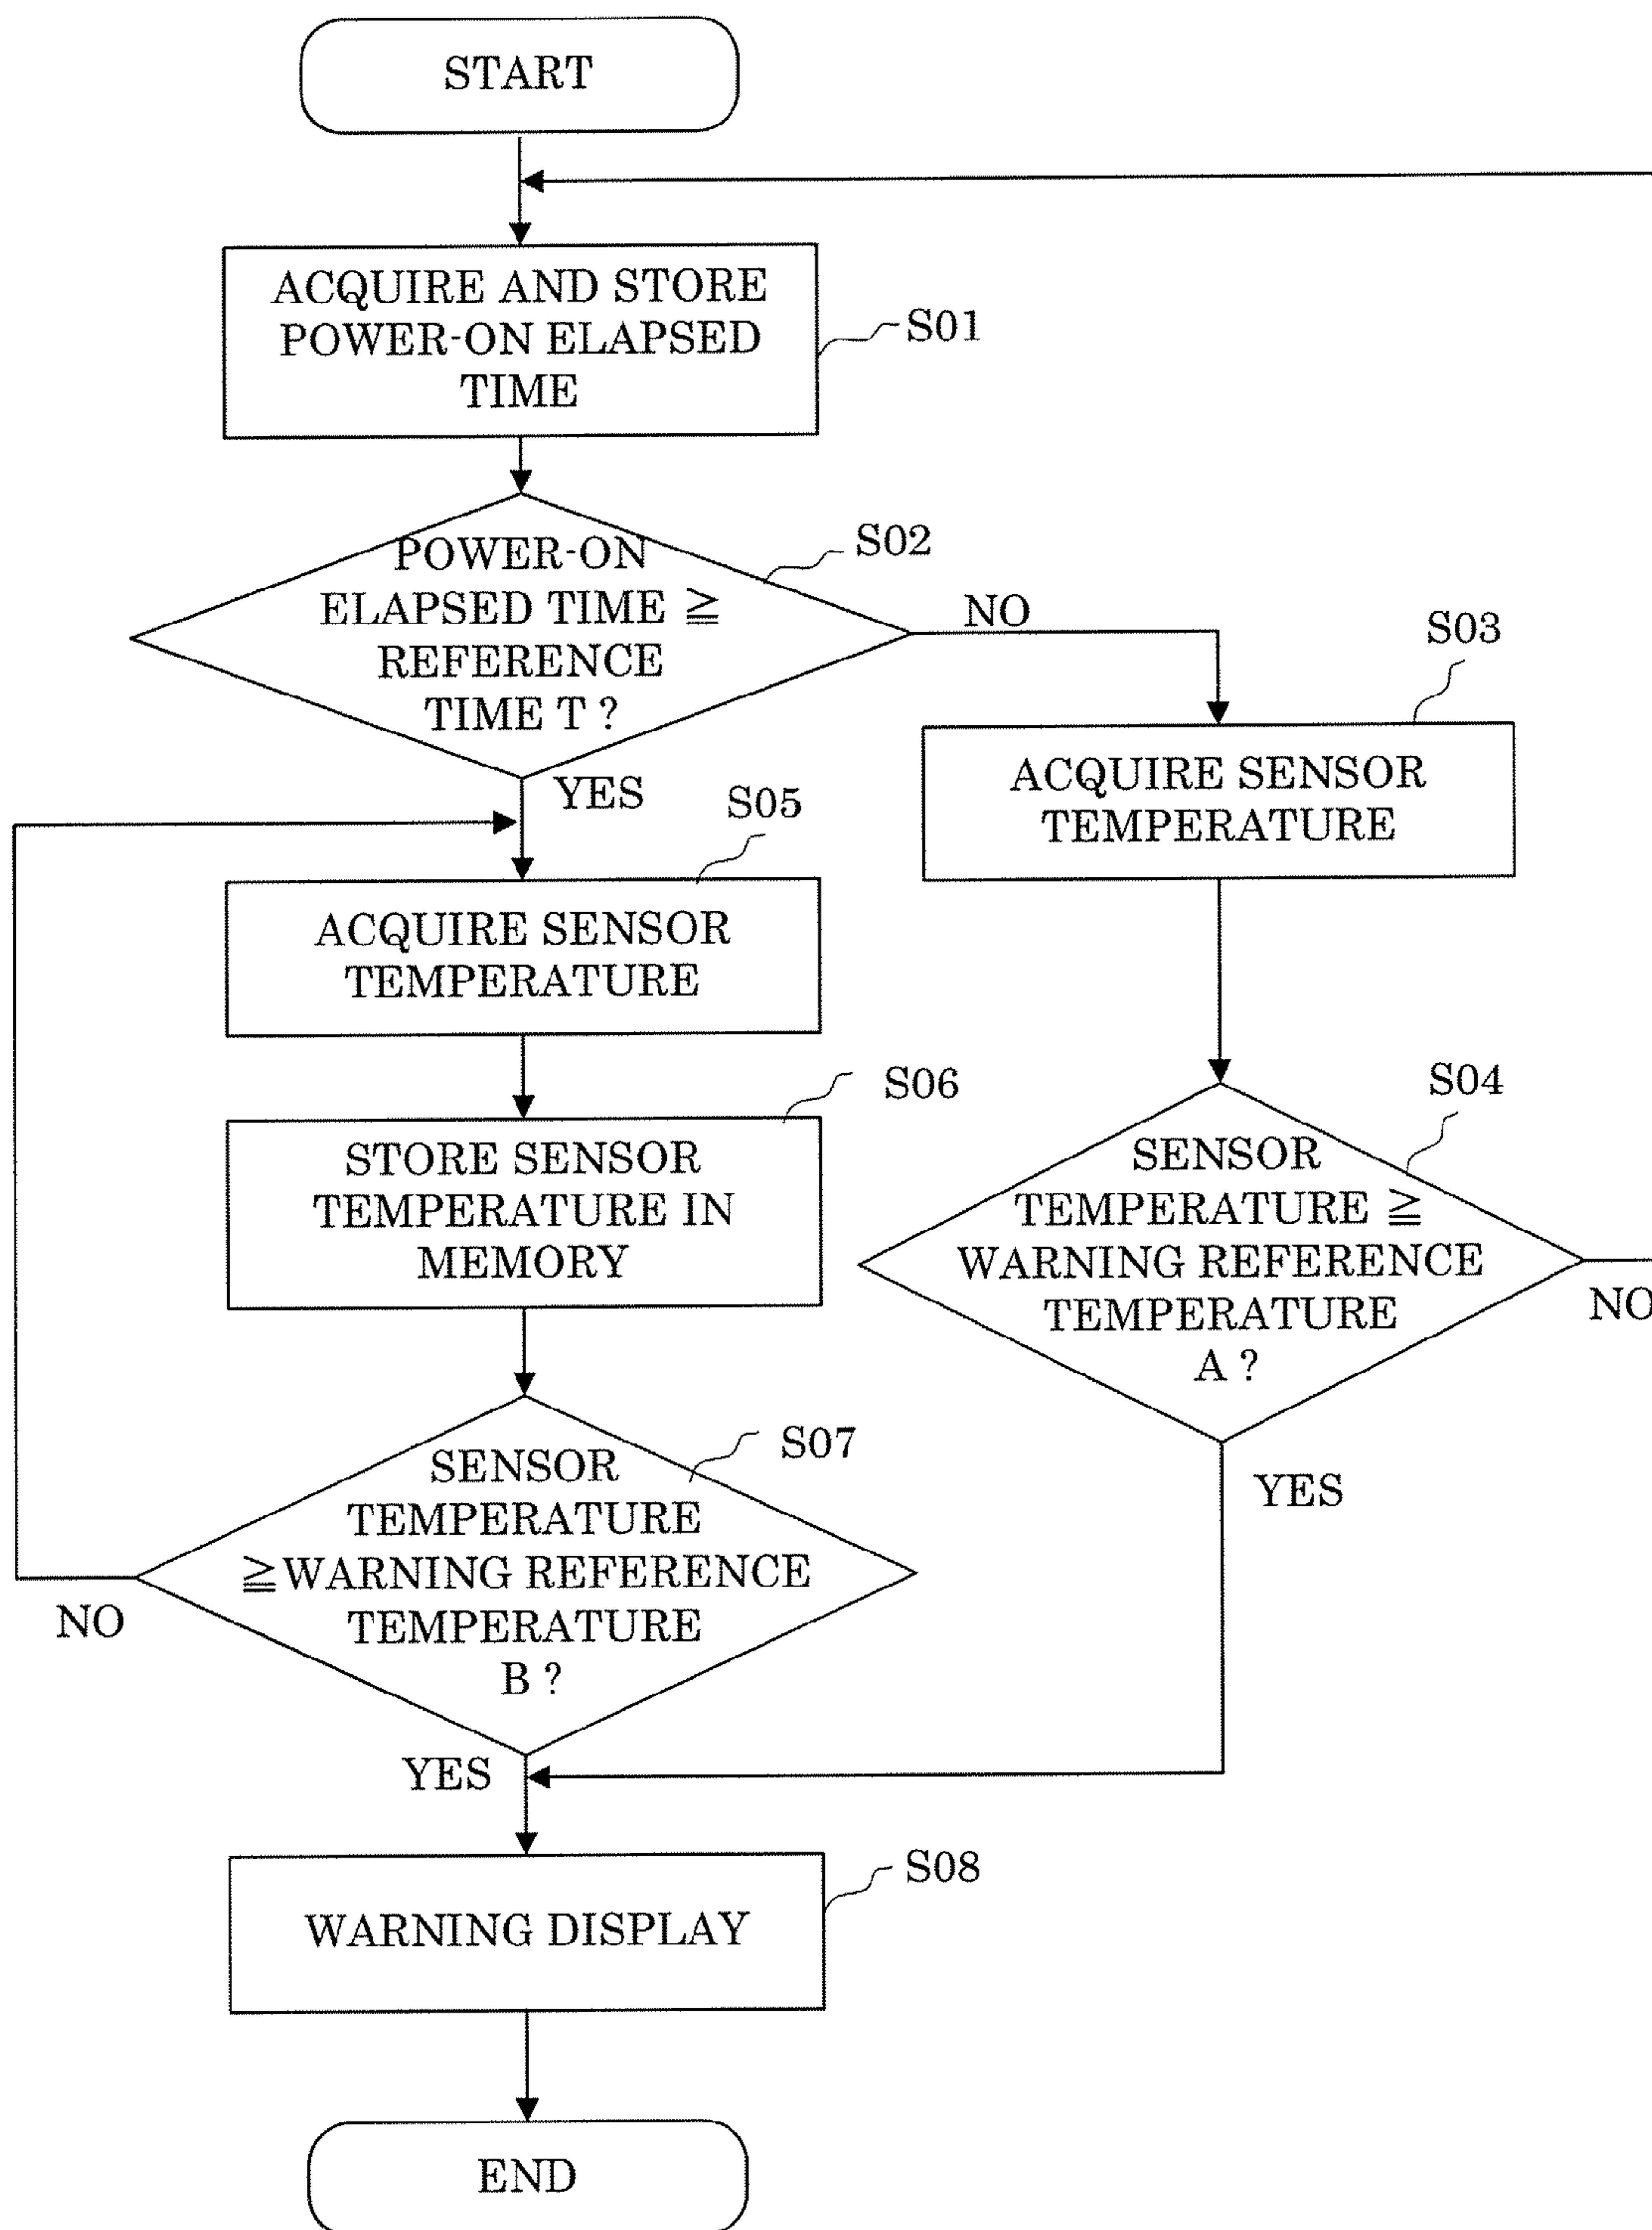 START
ACQUIRE AND STORE
POWER-ON ELAPSED
TIME
S01
POWER-ON
ELAPSED TIME ≧
REFERENCE
TIME T ?
S02
NO
YES
S03
ACQUIRE SENSOR
TEMPERATURE
S05
ACQUIRE SENSOR
TEMPERATURE
S06
STORE SENSOR
TEMPERATURE IN
MEMORY
S04
SENSOR
TEMPERATURE ≧
WARNING REFERENCE
TEMPERATURE
A ?
NO
YES
S07
SENSOR
TEMPERATURE
≧WARNING REFERENCE
TEMPERATURE
B ?
NO
YES
S08
WARNING DISPLAY
END